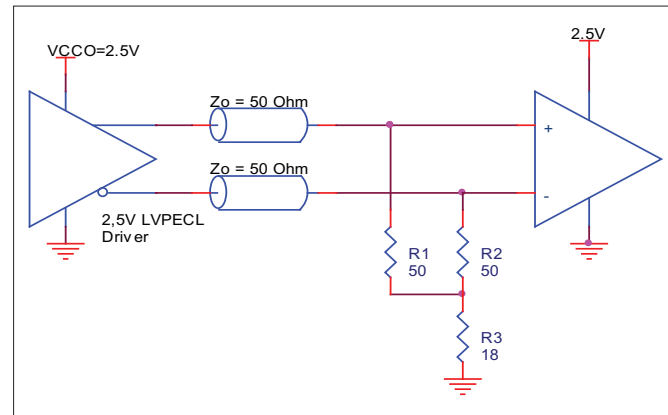 VCCO=2.5V
2.5V
Zo = 50 Ohm
+
Zo = 50 Ohm
-
2,5V LVPECL
Driver
R1
50
R2
50
R3
18